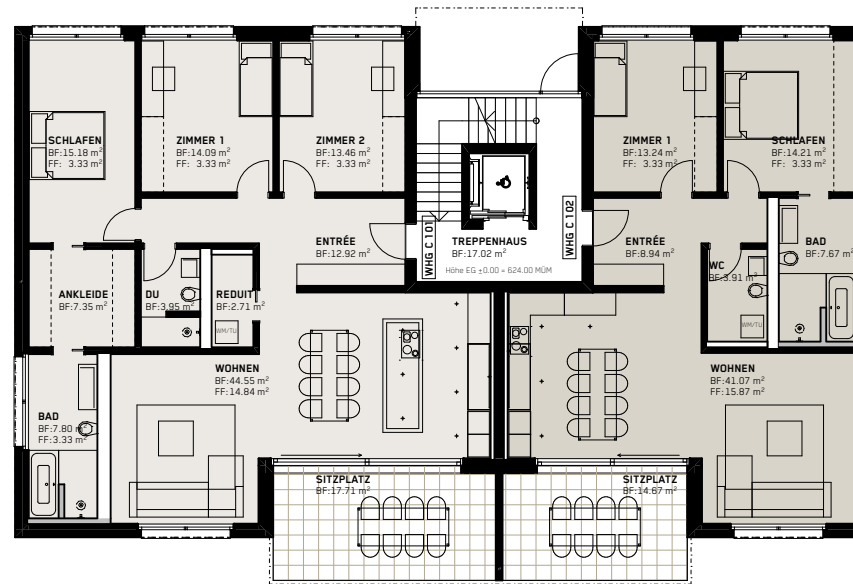 SCHLAFEN
BF:15.18 m²
FF: 3.33 m²
ZIMMER 1
BF:14.09 m²
FF: 3.33 m²
ZIMMER 2
BF:13.46 m²
FF: 3.33 m²
ZIMMER 1
BF:13.24 m²
FF: 3.33 m²
SCHLAFEN
BF:14.21 m²
FF: 3.33 m²
ENTRÉE
BF:12.92 m²
WHG C 101
TREPPENHAUS
BF:17.02 m²
Höhe EG ±0.00 = 624.00 MÜM
WHG C 102
ENTRÉE
BF:8.94 m²
BAD
BF:7.67 m²
WC
BF:3.91 m²
ANKLEIDE
BF:7.35 m²
DU
BF:3.95 m²
REDUIT
BF:2.71 m²
WM/TU
WM/TU
WOHNEN
BF:44.55 m²
FF:14.84 m²
WOHNEN
BF:41.07 m²
FF:15.87 m²
BAD
BF:7.80 m²
FF:3.33 m²
SITZPLATZ
BF:17.71 m²
SITZPLATZ
BF:14.67 m²